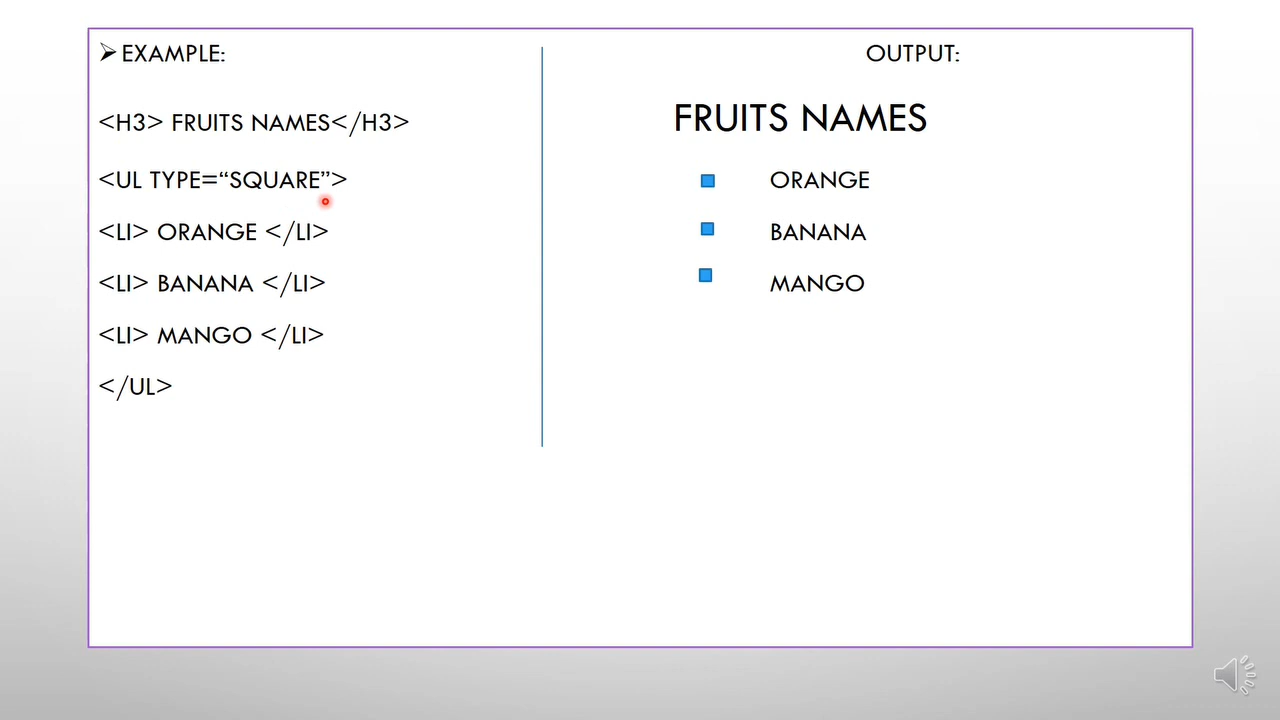 EXAMPLE:
<H3> FRUITS NAMES</H3>
<UL TYPE=“SQUARE”>
<LI> ORANGE </LI>
<LI> BANANA </LI>
<LI> MANGO </LI>
</UL>
OUTPUT:
FRUITS NAMES
ORANGE
BANANA
MANGO